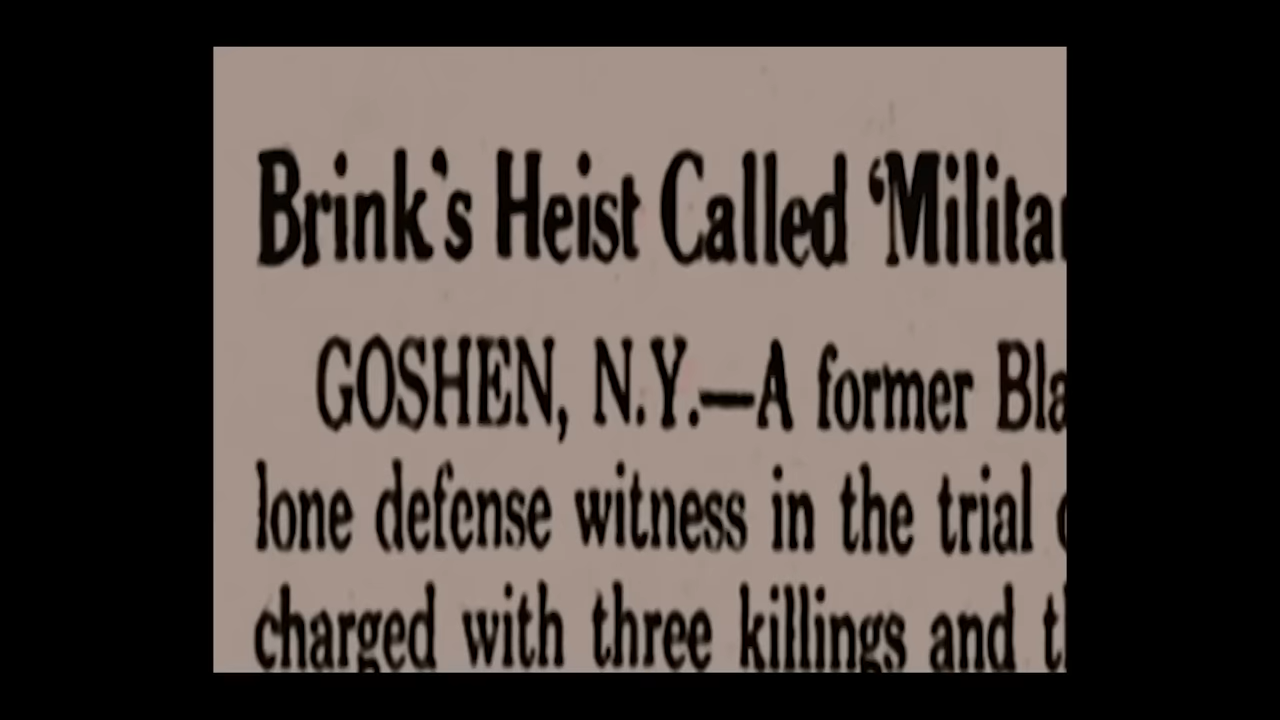 Brink's Heist Called 'Milita
GOSHEN, N.Y.—A former Bla
lone defense witness in the trial
charged with three killings and